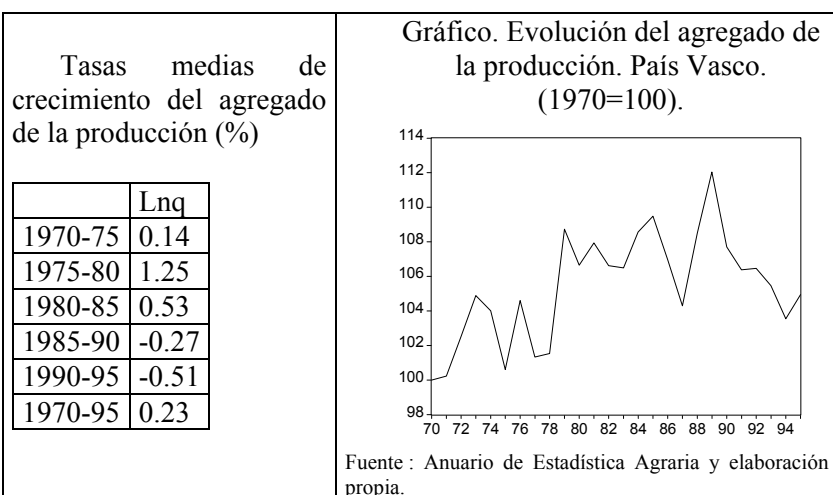 Tasas medias de
crecimiento del agregado
de la producción (%)
Lnq
1970-75 0.14
1975-80 1.25
1980-85 0.53
1985-90 -0.27
1990-95 -0.51
1970-95 0.23
Gráfico. Evolución del agregado de
la producción. País Vasco.
(1970=100).
114
112
110
108
106
104
102
100
98
70 72 74 76 78 80 82 84 86 88 90 92 94
Fuente : Anuario de Estadística Agraria y elaboración
propia.